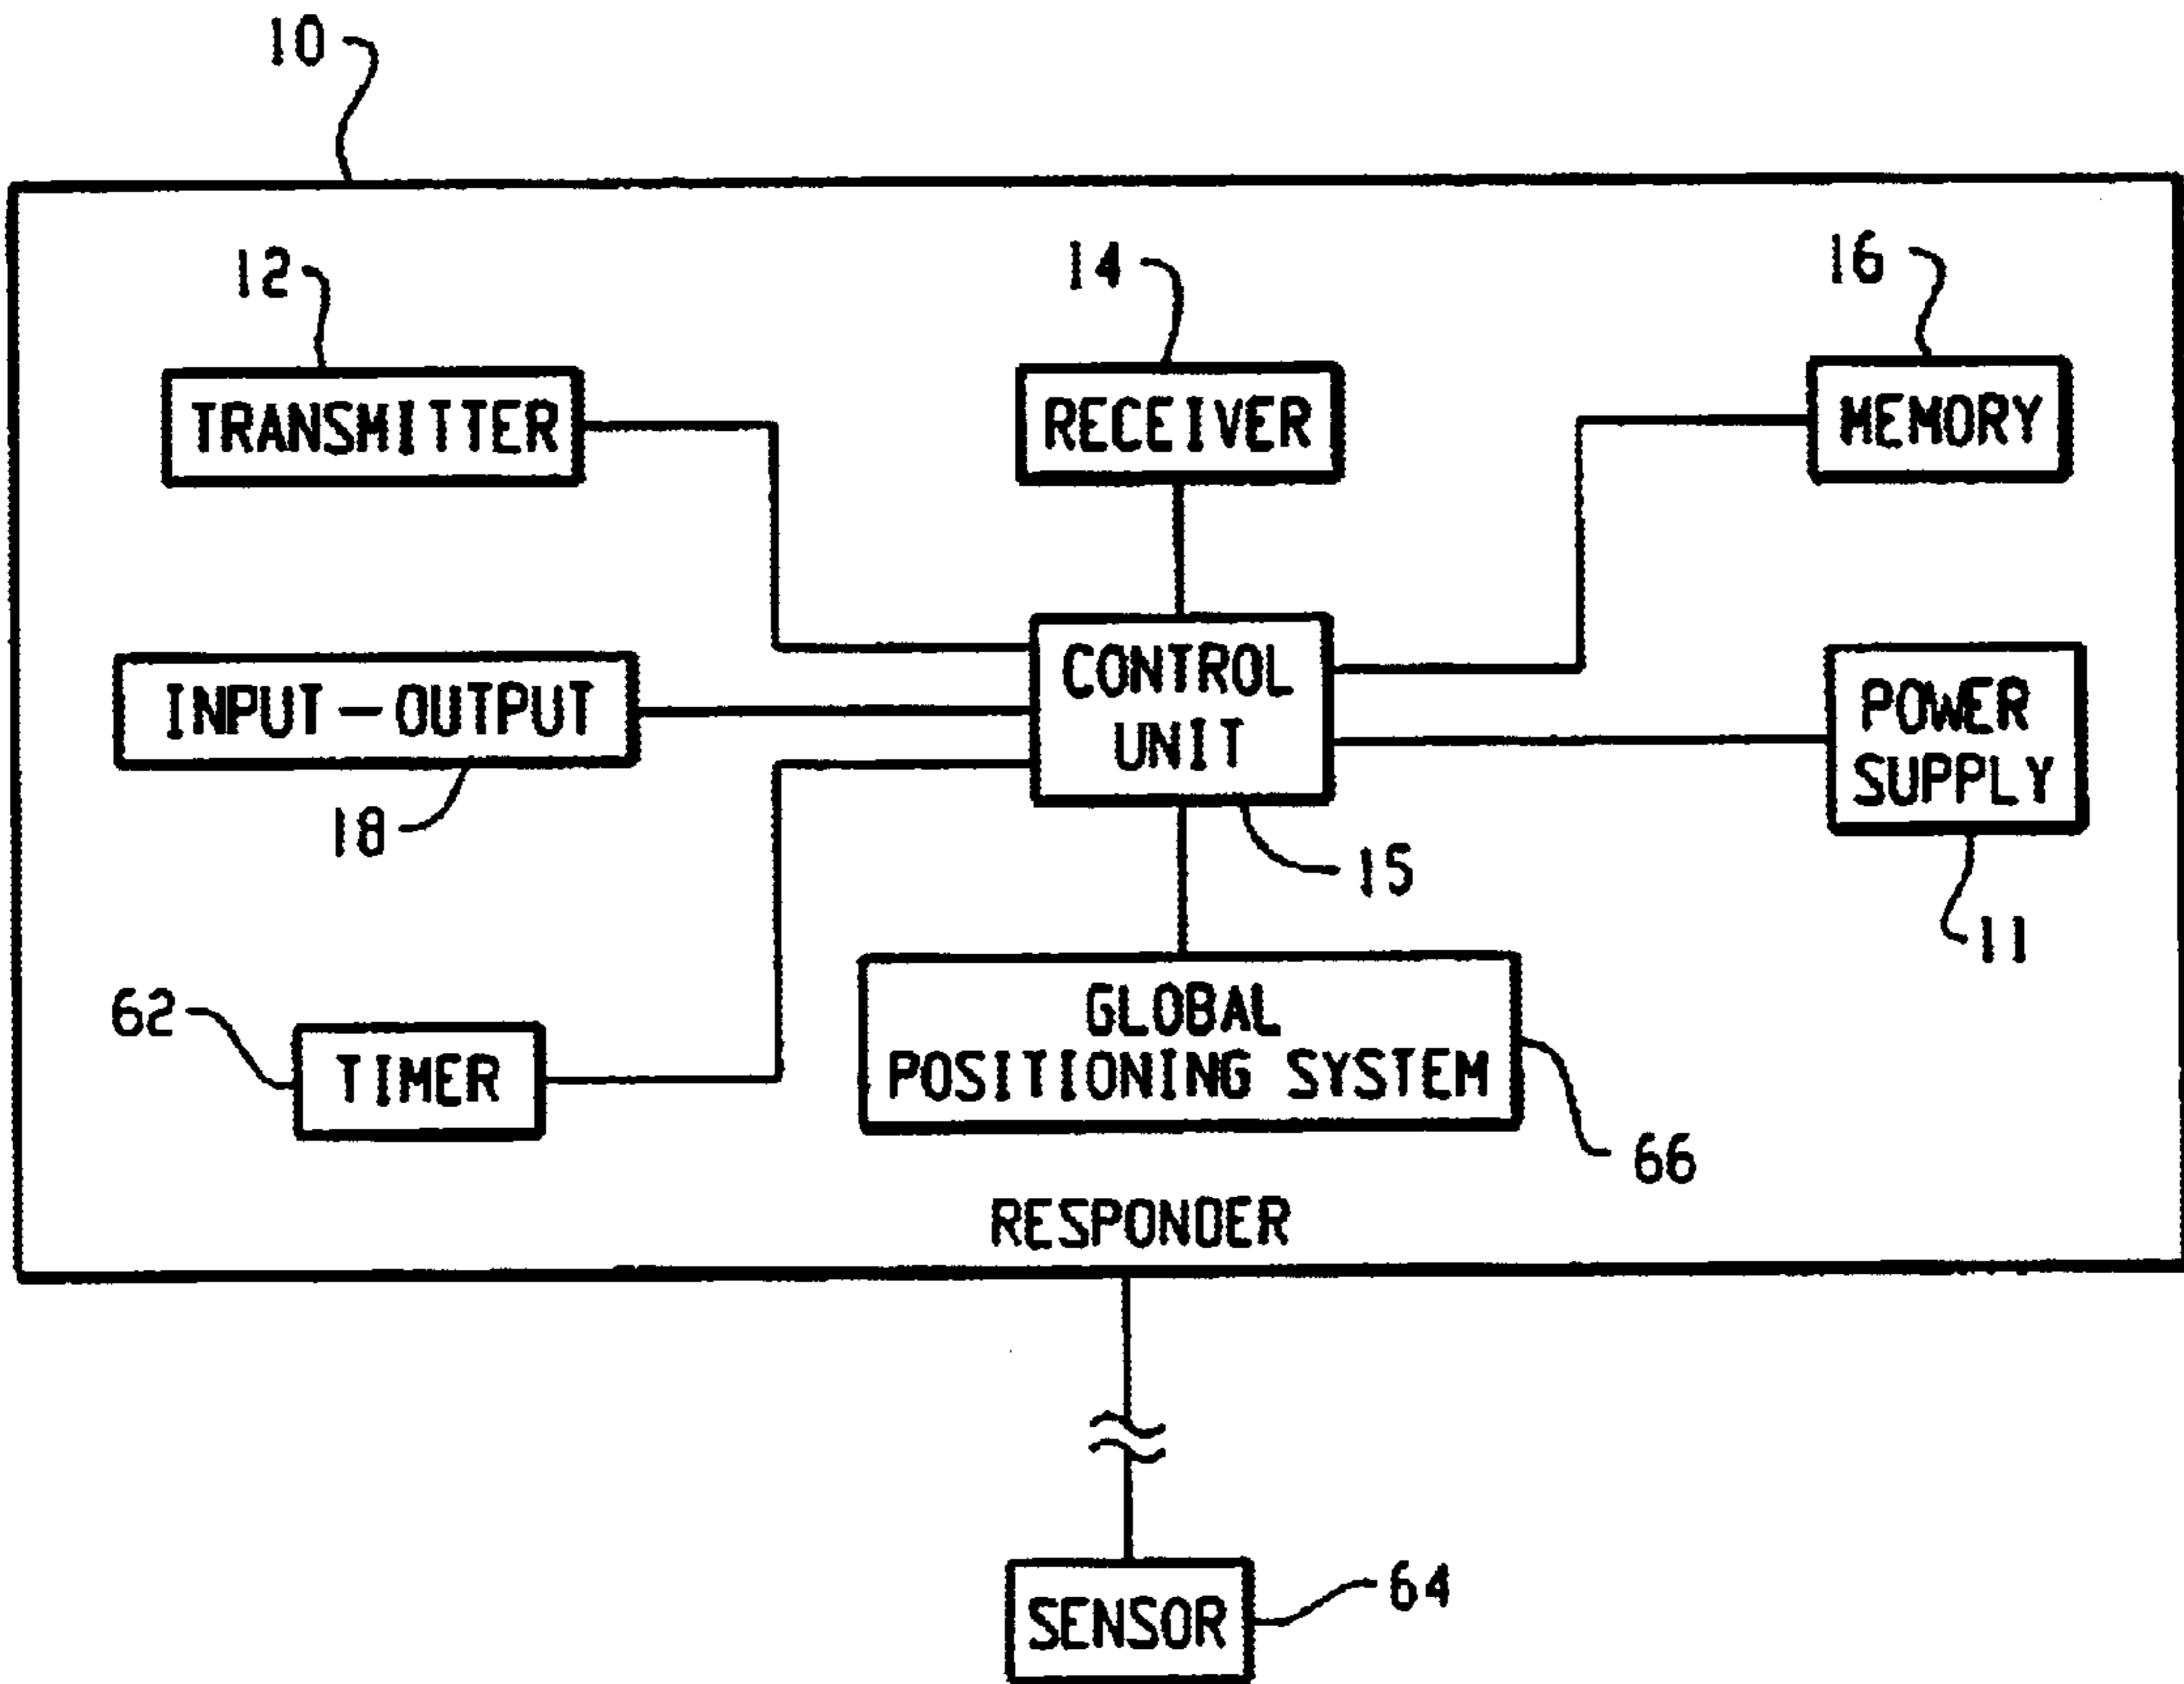 10
12
14
16
TRANSMITTER
RECEIVER
MEMORY
INPUT-OUTPUT
CONTROL
UNIT
POWER
SUPPLY
18
15
11
62
TIMER
GLOBAL
POSITIONING SYSTEM
66
RESPONDER
SENSOR
64